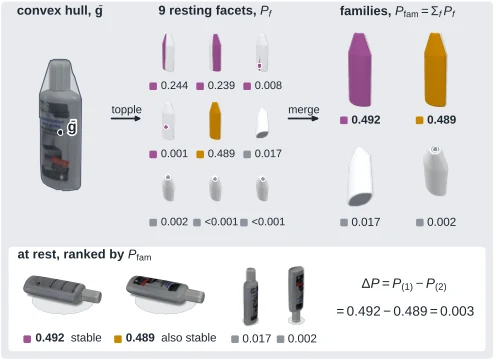 convex hull, ḡ
9 resting facets, P_f
families, P_fam = Σ_f P_f
ḡ
topple
0.244 0.239 0.008
0.001 0.489 0.017
0.002 <0.001 <0.001
merge
0.492 0.489
0.017 0.002
at rest, ranked by P_fam
0.492 stable 0.489 also stable 0.017 0.002
ΔP = P_(1) − P_(2)
= 0.492 − 0.489 = 0.003